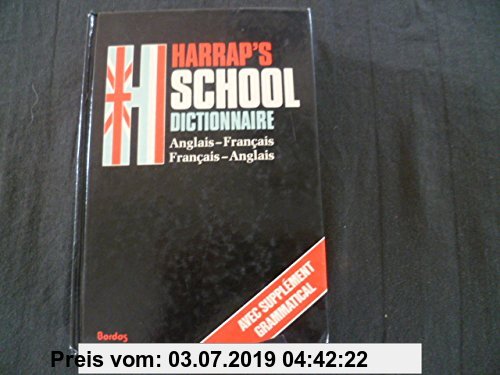 HARRAP'S
SCHOOL
DICTIONNAIRE
Anglais–Français
Français–Anglais
AVEC SUPPLÉMENT
GRAMMATICAL
Bordas
Preis vom: 03.07.2019 04:42:22